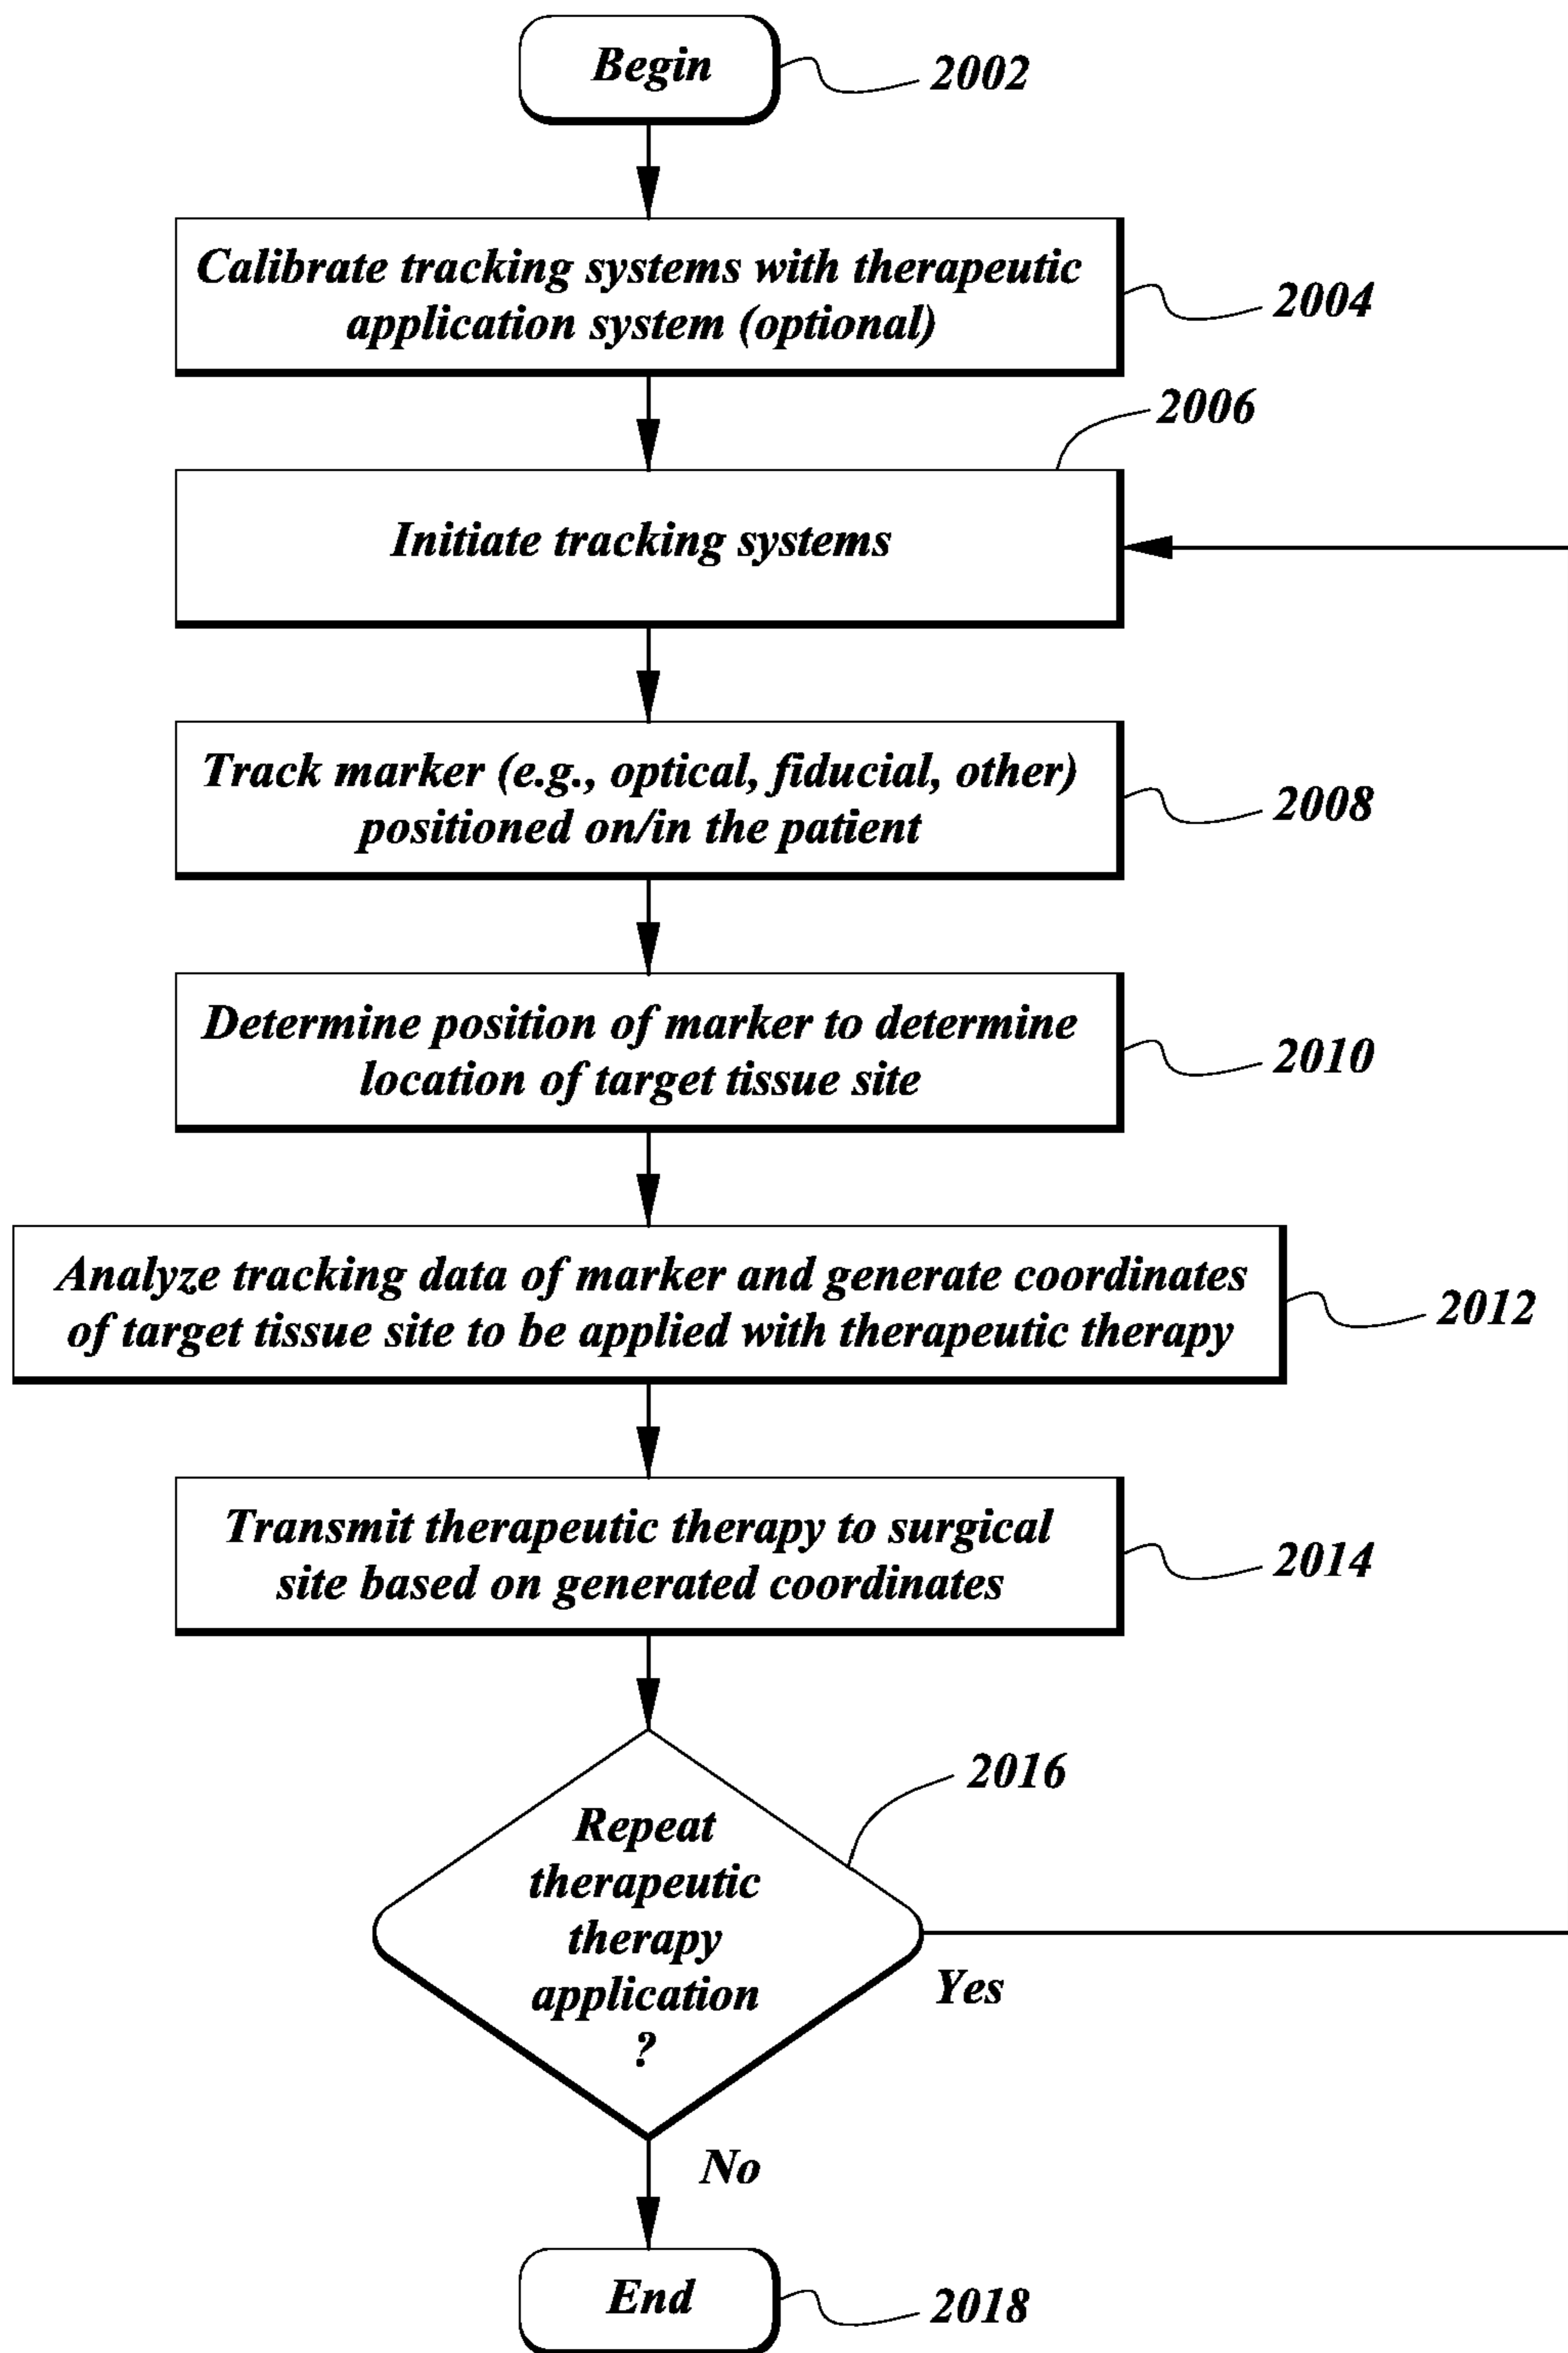 Begin
2002
Calibrate tracking systems with therapeutic
application system (optional)
2004
2006
Initiate tracking systems
Track marker (e.g., optical, fiducial, other)
positioned on/in the patient
2008
Determine position of marker to determine
location of target tissue site
2010
Analyze tracking data of marker and generate coordinates
of target tissue site to be applied with therapeutic therapy
2012
Transmit therapeutic therapy to surgical
site based on generated coordinates
2014
2016
Repeat
therapeutic
therapy
application
?
Yes
No
End
2018